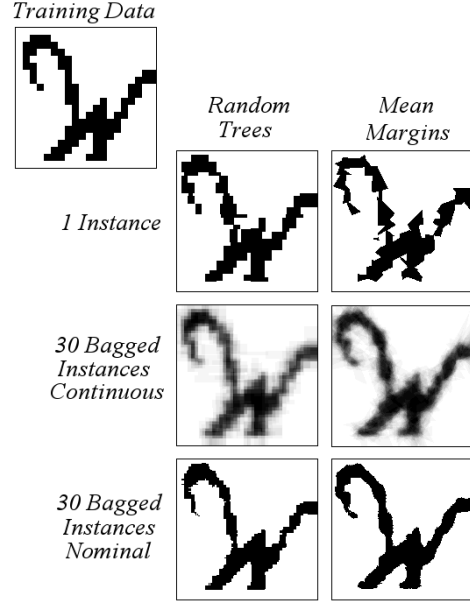 Training Data
Random
Trees
Mean
Margins
1 Instance
30 Bagged
Instances
Continuous
30 Bagged
Instances
Nominal